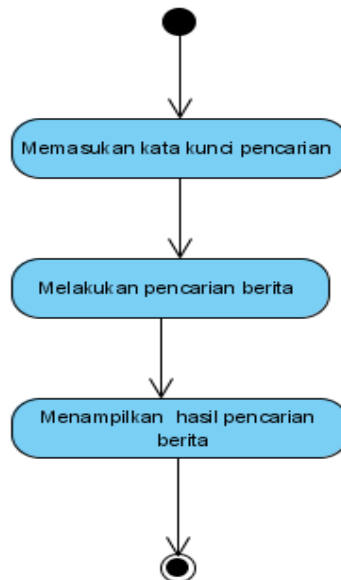 Memasukan kata kunci pencarian
Melakukan pencarian berita
Menampilkan hasil pencarian
berita